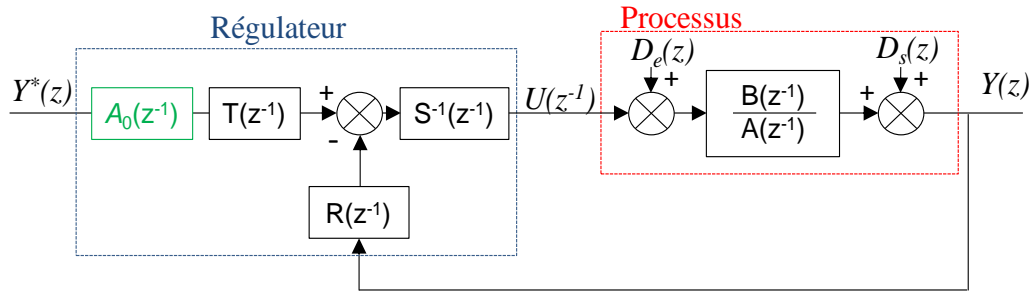 Régulateur
Processus
Y*(z)
A₀(z⁻¹)
T(z⁻¹)
+
-
S⁻¹(z⁻¹)
U(z⁻¹)
Dₑ(z)
+
B(z⁻¹)
A(z⁻¹)
+
Dₛ(z)
+
Y(z)
R(z⁻¹)